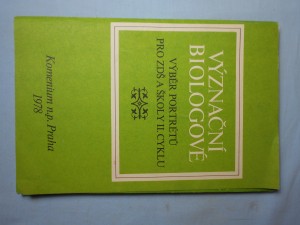 VÝZNAČNÍ
BIOLOGOVÉ
VÝBĚR PORTRÉTŮ
PRO ZDŠ A ŠKOLY II. CYKLU
Komenium n.p. Praha
1978